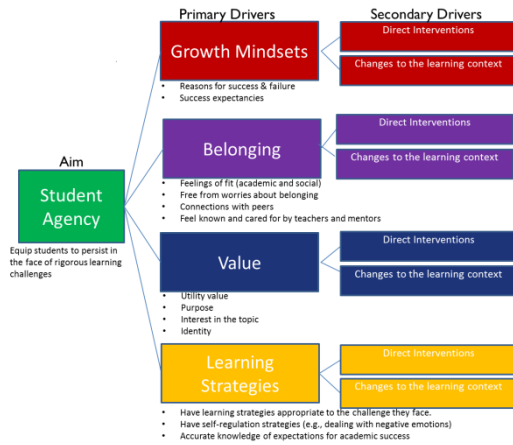 Primary Drivers
Secondary Drivers
Growth Mindsets
Direct Interventions
Changes to the learning context
• Reasons for success & failure
• Success expectancies
Belonging
Direct Interventions
Changes to the learning context
• Feelings of fit (academic and social)
• Free from worries about belonging
• Connections with peers
• Feel known and cared for by teachers and mentors
Aim
Student
Agency
Equip students to persist in
the face of rigorous learning
challenges
Value
Direct Interventions
Changes to the learning context
• Utility value
• Purpose
• Interest in the topic
• Identity
Learning
Strategies
Direct Interventions
Changes to the learning context
• Have learning strategies appropriate to the challenge they face.
• Have self-regulation strategies (e.g., dealing with negative emotions)
• Accurate knowledge of expectations for academic success